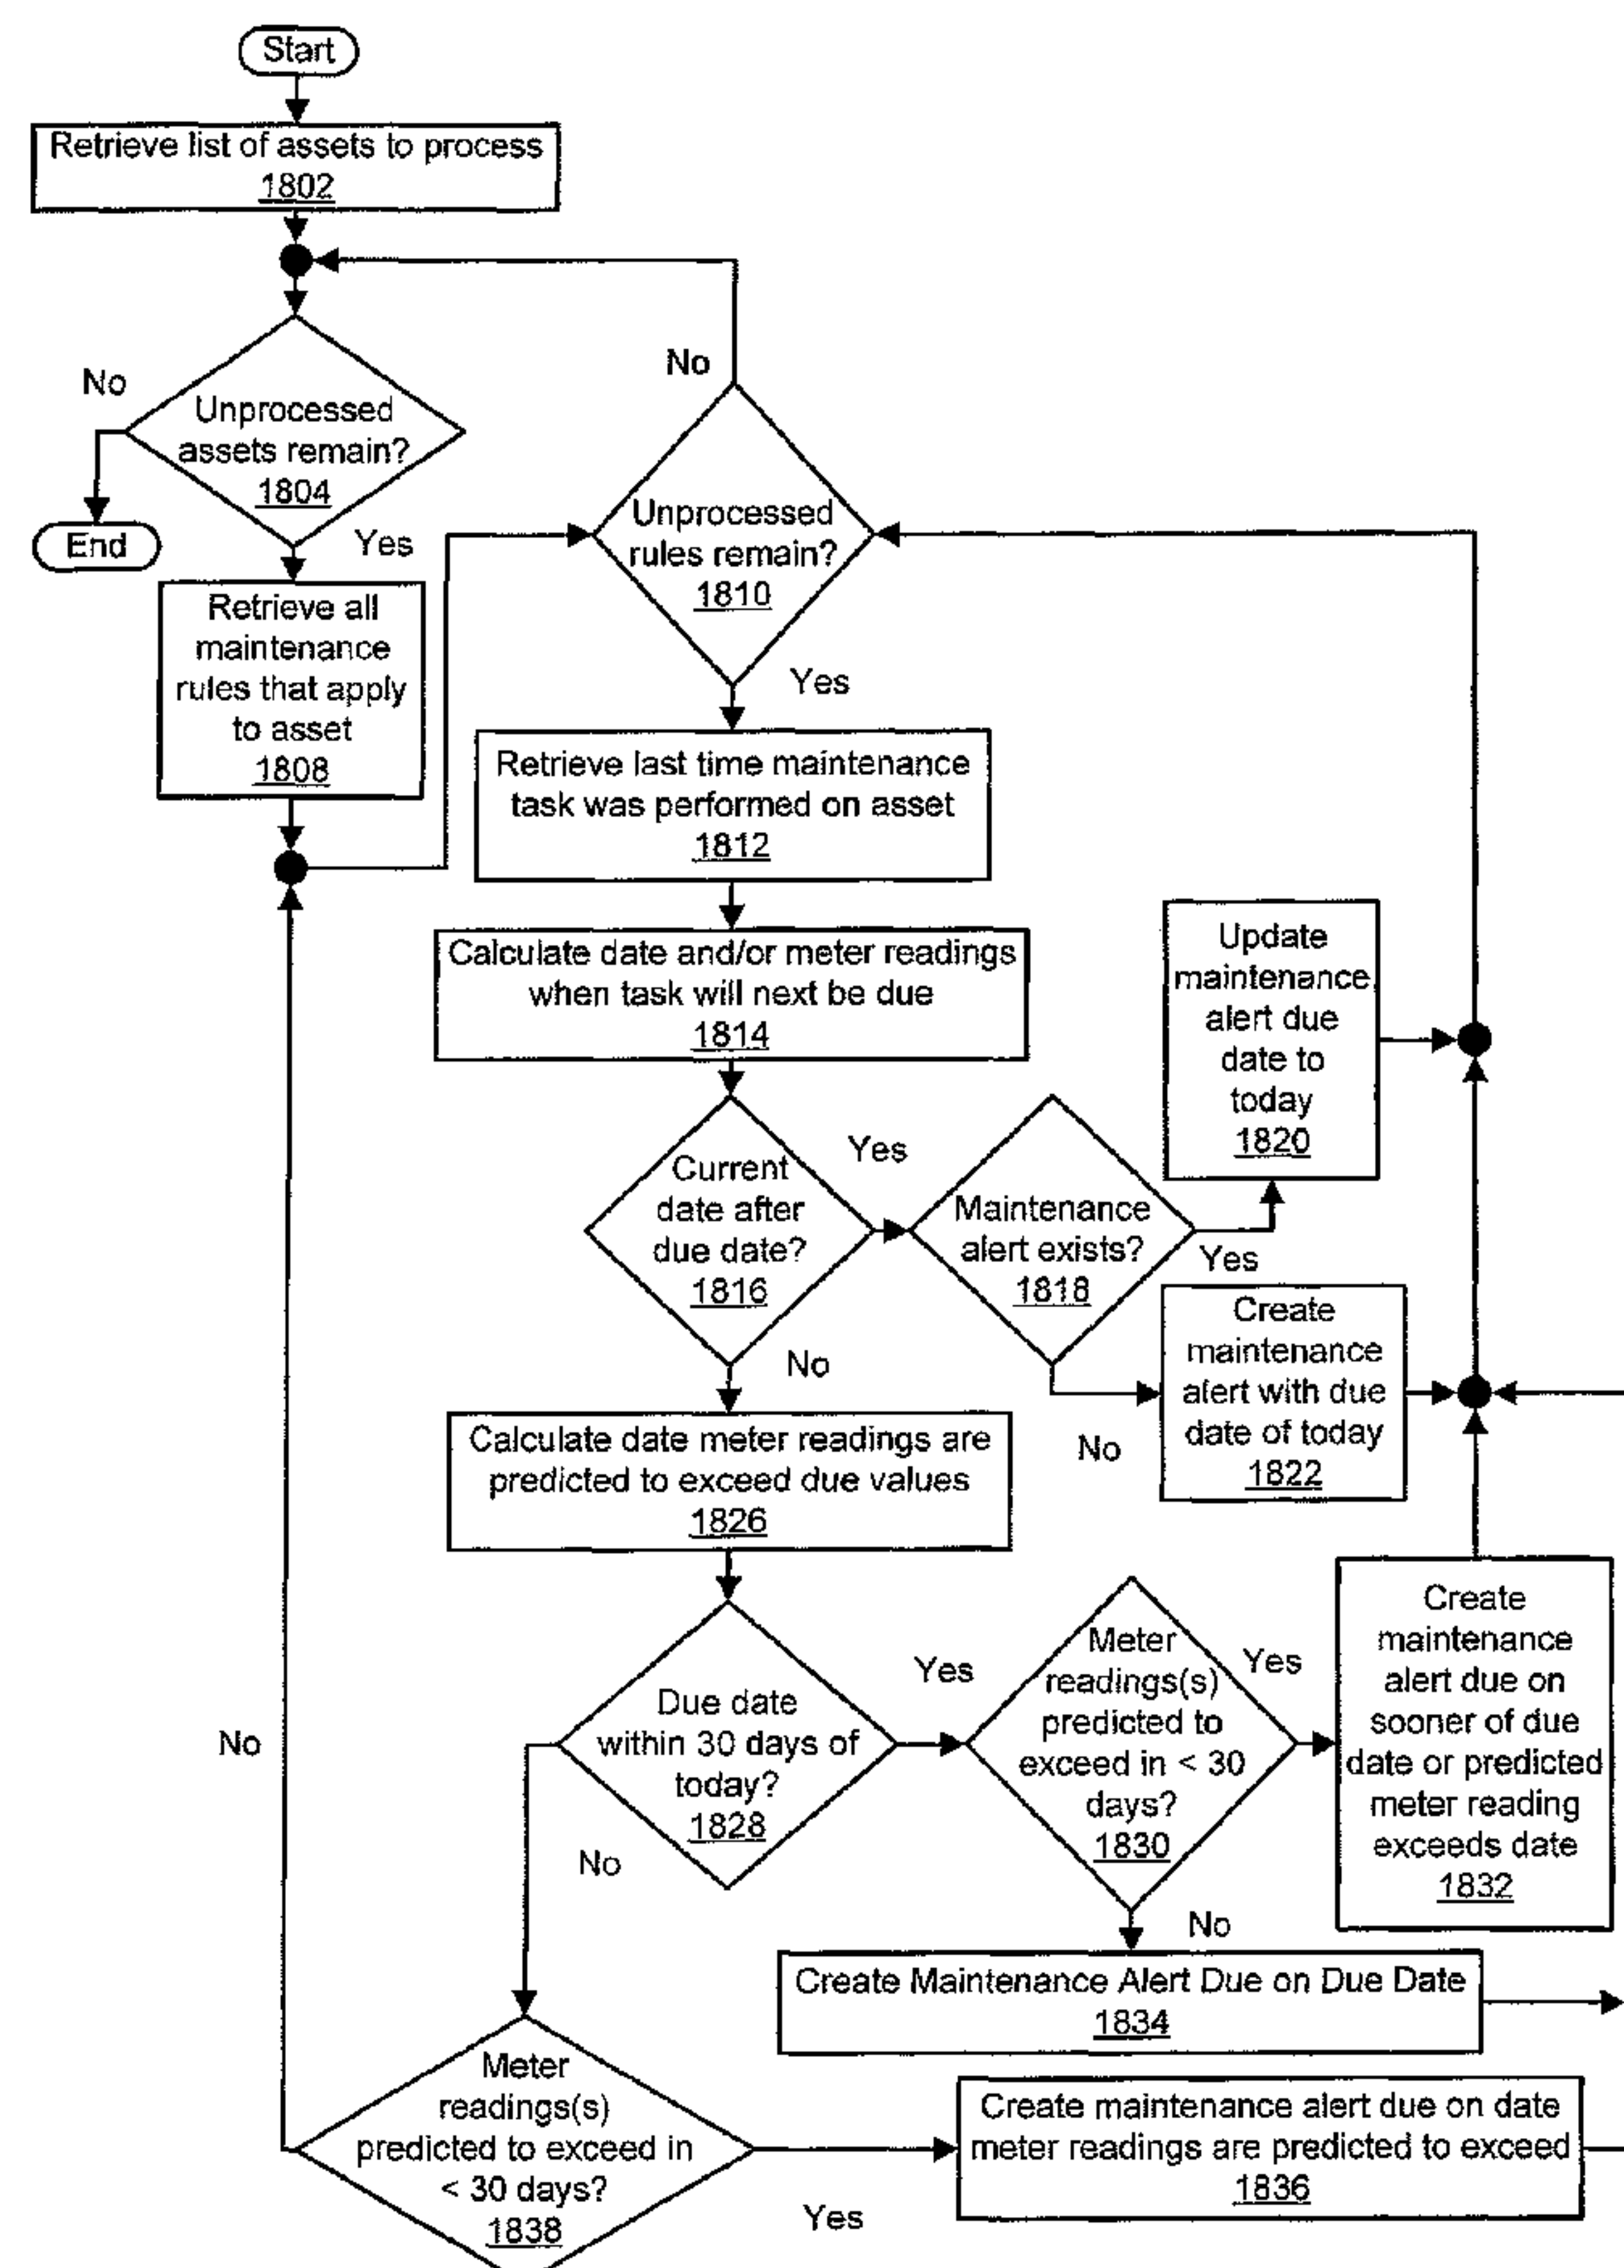 Start
Retrieve list of assets to process
1802
No
Unprocessed
assets remain?
1804
End
Yes
Retrieve all
maintenance
rules that apply
to asset
1808
No
Unprocessed
rules remain?
1810
Yes
Retrieve last time maintenance
task was performed on asset
1812
Calculate date and/or meter readings
when task will next be due
1814
Current
date after
due date?
1816
Yes
Maintenance
alert exists?
1818
Yes
Update
maintenance
alert due
date to
today
1820
No
Create
maintenance
alert with due
date of today
1822
No
Calculate date meter readings are
predicted to exceed due values
1826
Due date
within 30 days of
today?
1828
Yes
Meter
readings(s)
predicted to
exceed in < 30
days?
1830
Yes
Create
maintenance
alert due on
sooner of due
date or predicted
meter reading
exceeds date
1832
No
Create Maintenance Alert Due on Due Date
1834
No
Meter
readings(s)
predicted to exceed in
< 30 days?
1838
No
Yes
Create maintenance alert due on date
meter readings are predicted to exceed
1836